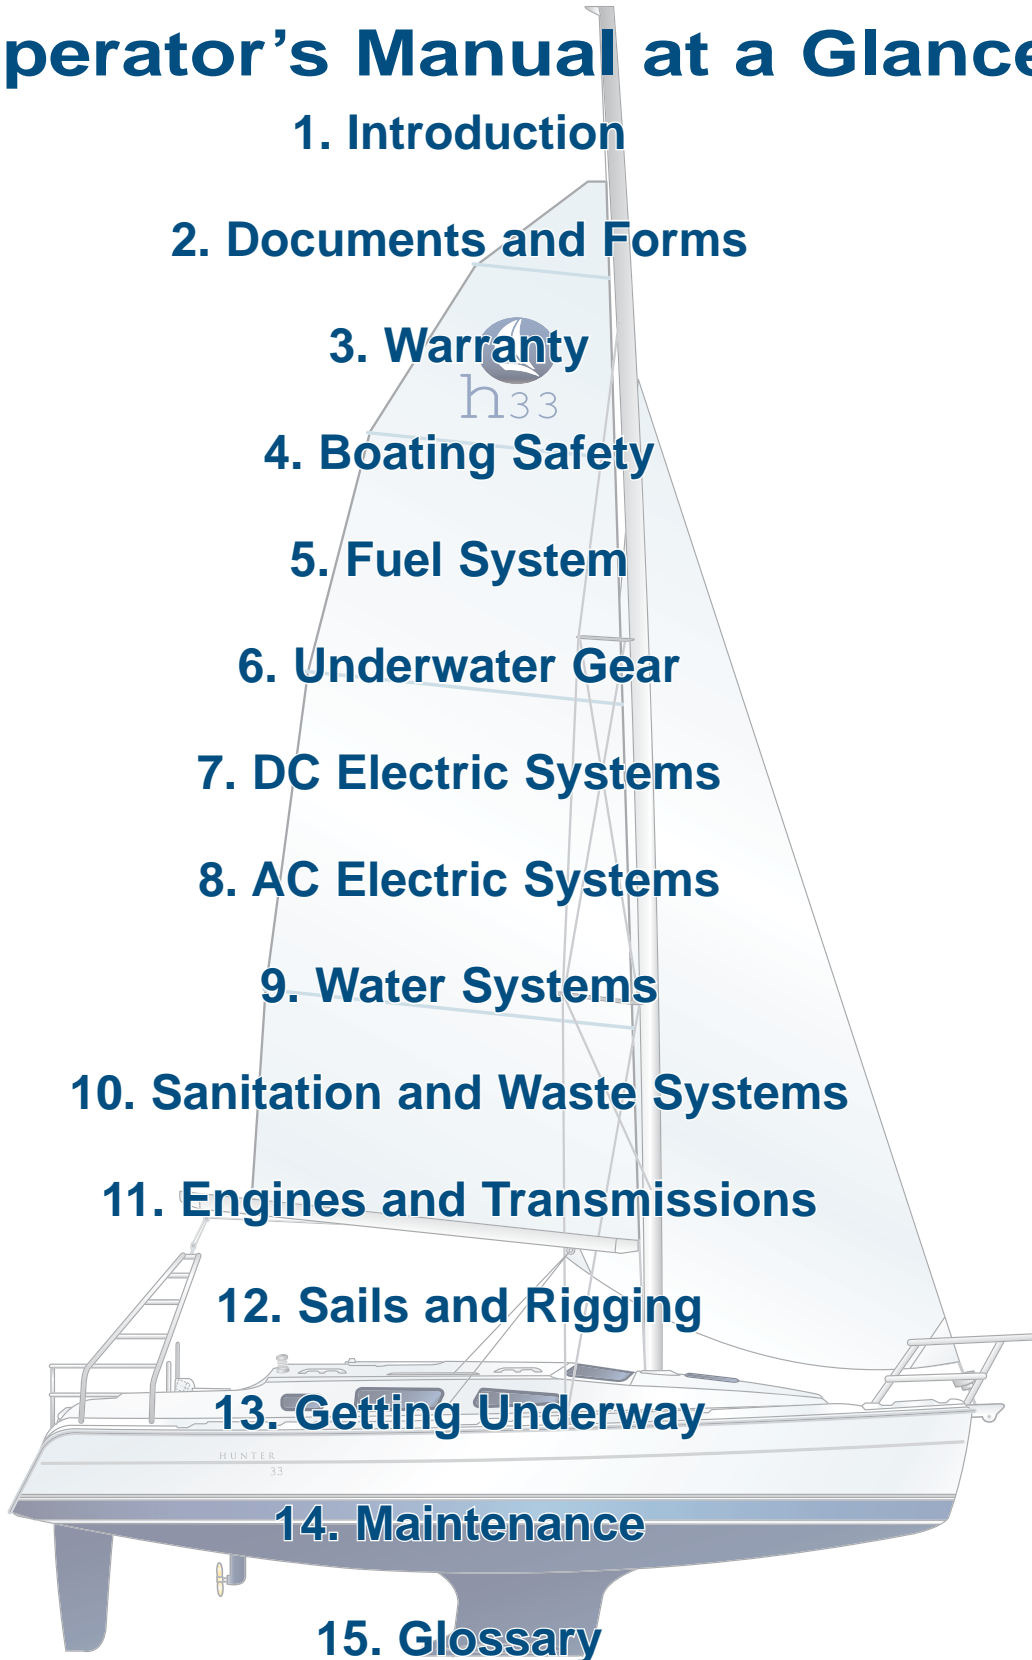 perator’s Manual at a Glance
1. Introduction
2. Documents and Forms
3. Warranty
h33
4. Boating Safety
5. Fuel System
6. Underwater Gear
7. DC Electric Systems
8. AC Electric Systems
9. Water Systems
10. Sanitation and Waste Systems
11. Engines and Transmissions
12. Sails and Rigging
13. Getting Underway
HUNTER
33
14. Maintenance
15. Glossary